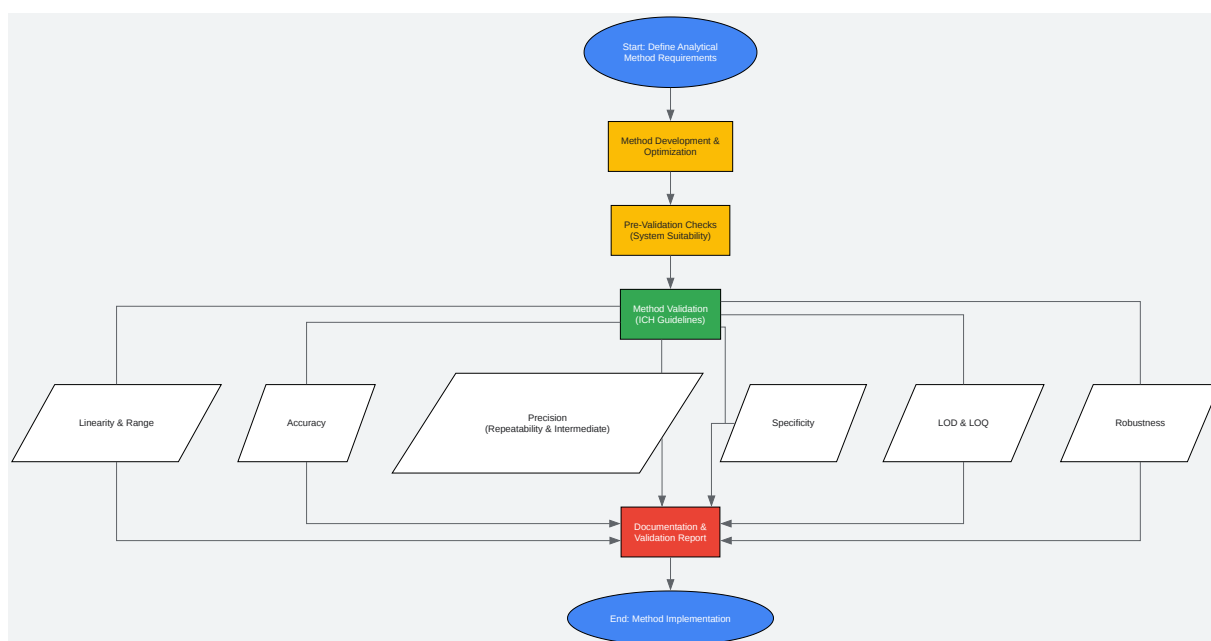 Start: Define Analytical
Method Requirements
Method Development &
Optimization
Pre-Validation Checks
(System Suitability)
Method Validation
(ICH Guidelines)
Linearity & Range
Accuracy
Precision
(Repeatability & Intermediate)
Specificity
LOD & LOQ
Robustness
Documentation &
Validation Report
End: Method Implementation